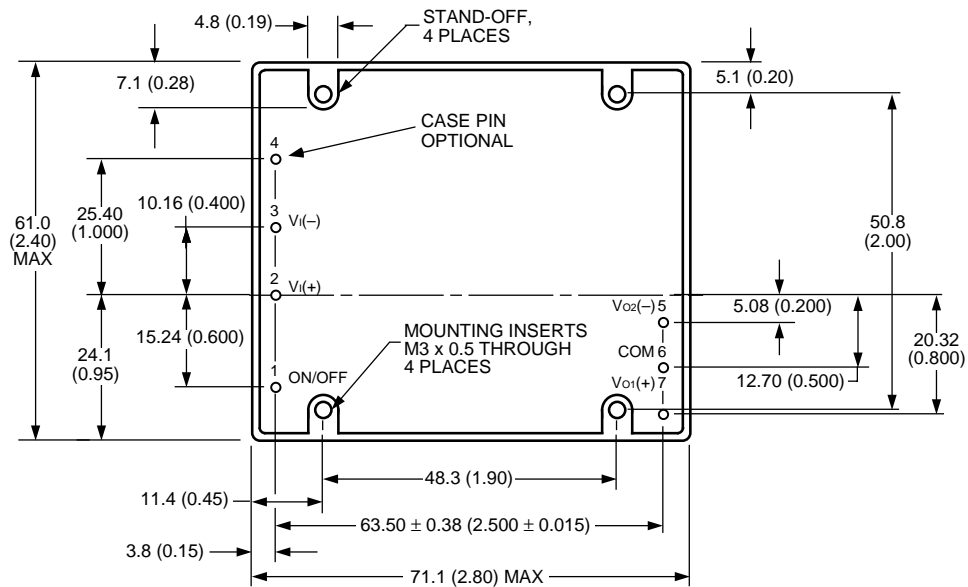 4.8 (0.19)
STAND-OFF,
4 PLACES
7.1 (0.28)
5.1 (0.20)
CASE PIN
OPTIONAL
4
10.16 (0.400)
25.40
(1.000)
61.0
(2.40)
MAX
3
VI(–)
50.8
(2.00)
2
VI(+)
VO2(–) 5
5.08 (0.200)
15.24 (0.600)
MOUNTING INSERTS
M3 x 0.5 THROUGH
4 PLACES
24.1
(0.95)
COM 6
20.32
(0.800)
1
ON/OFF
VO1(+) 7
12.70 (0.500)
48.3 (1.90)
11.4 (0.45)
63.50 ± 0.38 (2.500 ± 0.015)
3.8 (0.15)
71.1 (2.80) MAX